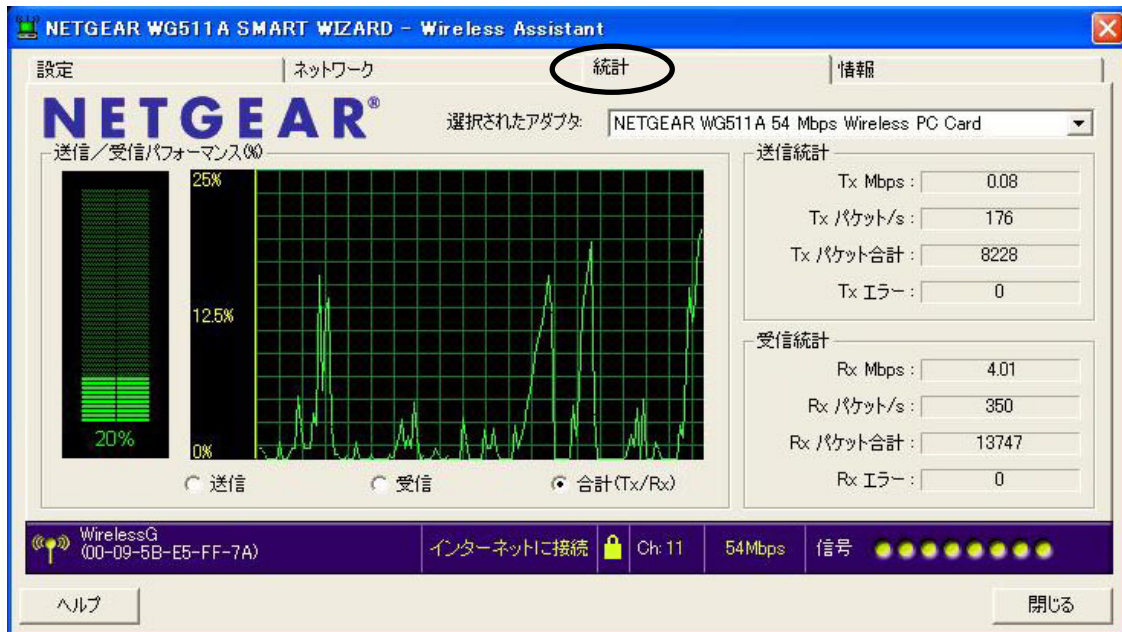 NETGEAR WG511A SMART WIZARD - Wireless Assistant
設定 ネットワーク 統計 情報
NETGEAR®
選択されたアダプタ: NETGEAR WG511A 54 Mbps Wireless PC Card
送信／受信パフォーマンス(%)
25%
12.5%
0%
20%
送信 受信 合計(Tx/Rx)
送信統計
Tx Mbps : 0.08
Tx パケット/s : 176
Tx パケット合計 : 8228
Tx エラー : 0
受信統計
Rx Mbps : 4.01
Rx パケット/s : 350
Rx パケット合計 : 13747
Rx エラー : 0
WirelessG
(00-09-5B-E5-FF-7A)
インターネットに接続 Ch: 11 54Mbps 信号
ヘルプ 閉じる